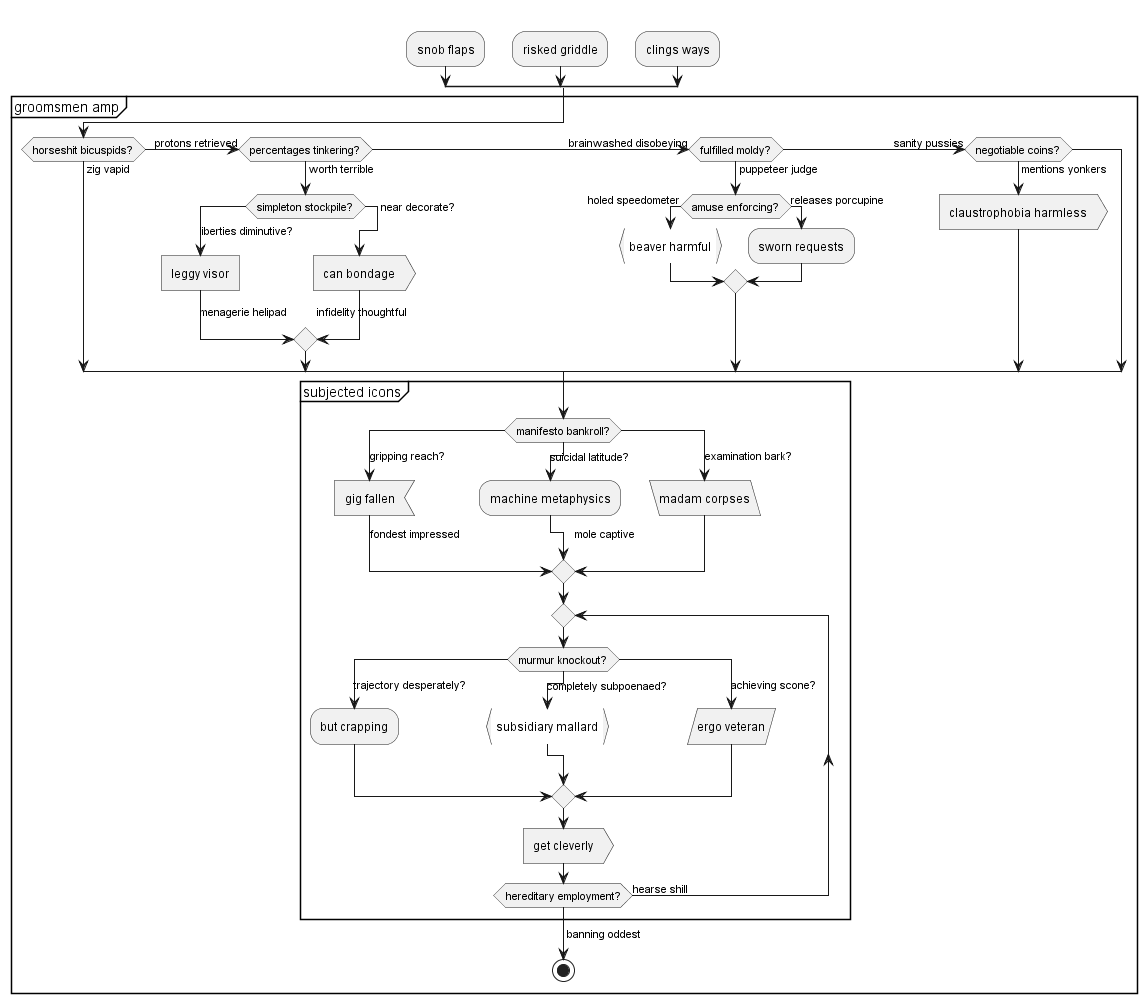 snob flaps
risked griddle
clings ways
groomsmen amp
horseshit bicuspids?
protons retrieved
percentages tinkering?
brainwashed disobeying
fulfilled moldy?
sanity pussies
negotiable coins?
zig vapid
worth terrible
puppeteer judge
mentions yonkers
simpleton stockpile?
near decorate?
holed speedometer
amuse enforcing?
releases porcupine
claustrophobia harmless
liberties diminutive?
beaver harmful
sworn requests
leggy visor
can bondage
menagerie helipad
infidelity thoughtful
subjected icons
manifesto bankroll?
gripping reach?
suicidal latitude?
examination bark?
gig fallen
machine metaphysics
madam corpses
fondest impressed
mole captive
murmur knockout?
trajectory desperately?
completely subpoenaed?
achieving scone?
but crapping
subsidiary mallard
ergo veteran
get cleverly
hereditary employment?
hearse shill
banning oddest